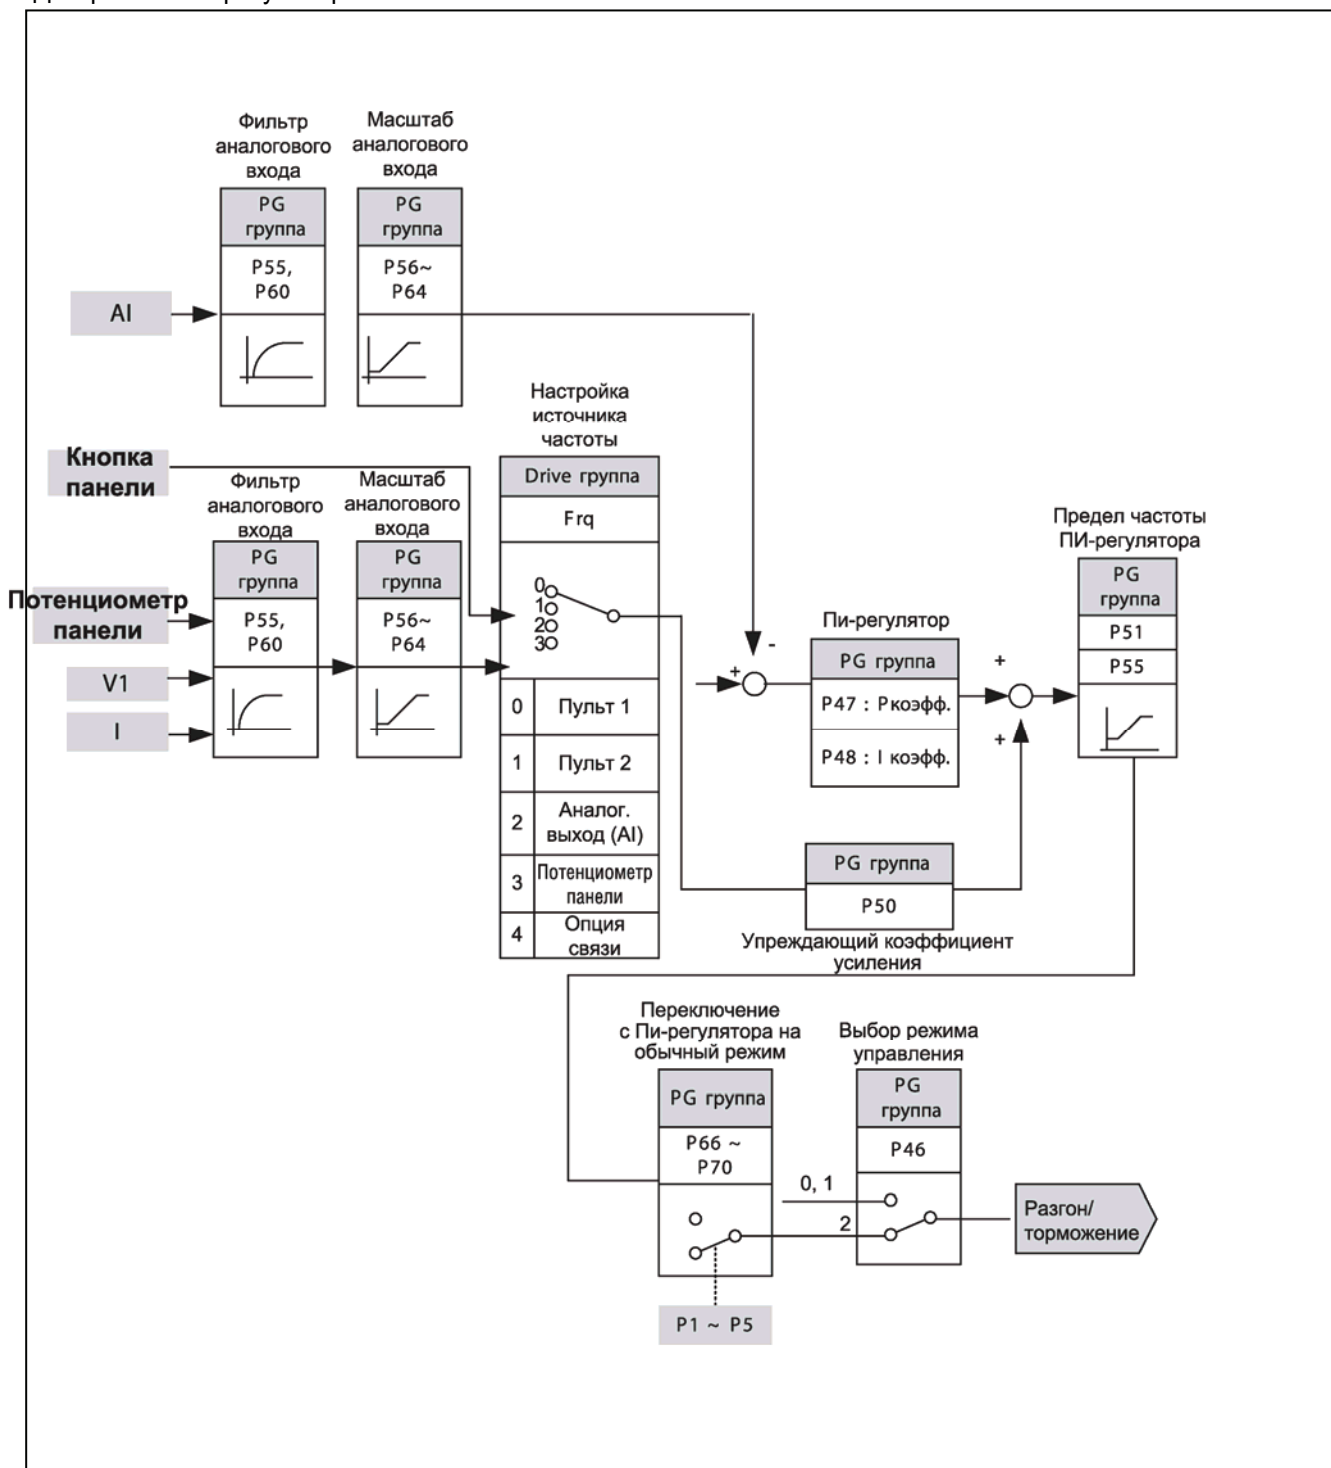 Фильтр
аналогового
входа
Масштаб
аналогового
входа
PG
группа
PG
группа
P55,
P60
P56~
P64
AI
Настройка
источника
частоты
Кнопка
панели
Фильтр
аналогового
входа
Масштаб
аналогового
входа
Drive группа
Frq
PG
группа
PG
группа
Потенциометр
панели
P55,
P60
P56~
P64
V1
I
0
1
2
3
0 Пульт 1
1 Пульт 2
2 Аналог.
выход (AI)
3 Потенциометр
панели
4 Опция
связи
Предел частоты
ПИ-регулятора
PG
группа
P51
P55
Пи-регулятор
PG группа
P47 : P коэфф.
P48 : I коэфф.
-
+
+
+
PG группа
P50
Упреждающий коэффициент
усиления
Переключение
с Пи-регулятора на
обычный режим
Выбор режима
управления
PG группа
PG
группа
P66 ~
P70
P46
0, 1
2
Разгон/
торможение
P1 ~ P5